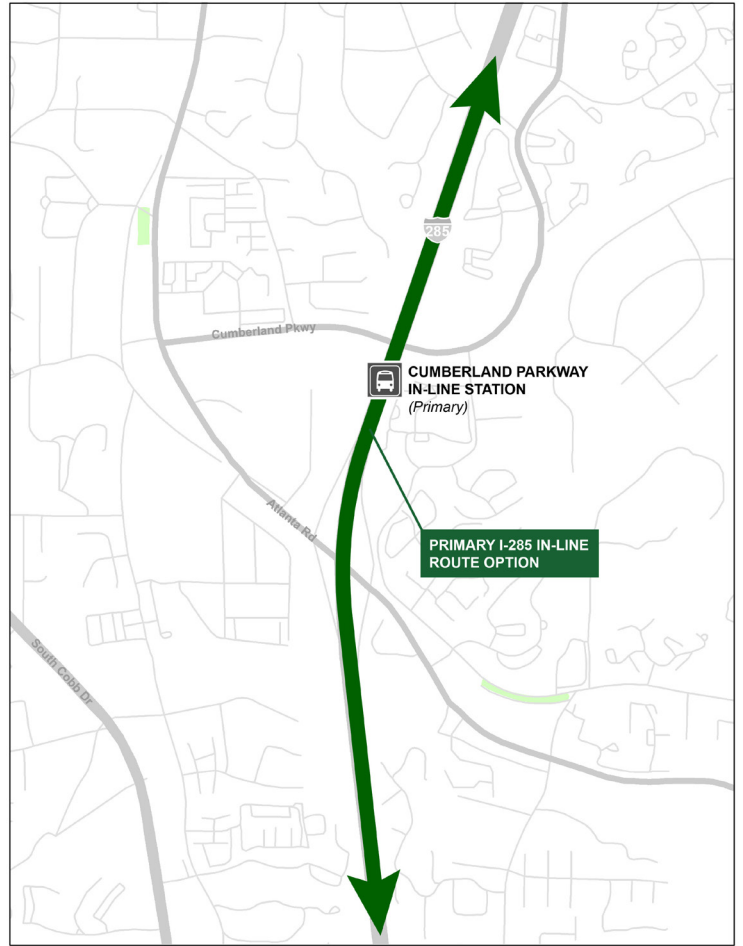 285
Cumberland Pkwy
CUMBERLAND PARKWAY
IN-LINE STATION
(Primary)
Atlanta Rd
PRIMARY I-285 IN-LINE
ROUTE OPTION
South Cobb Dr